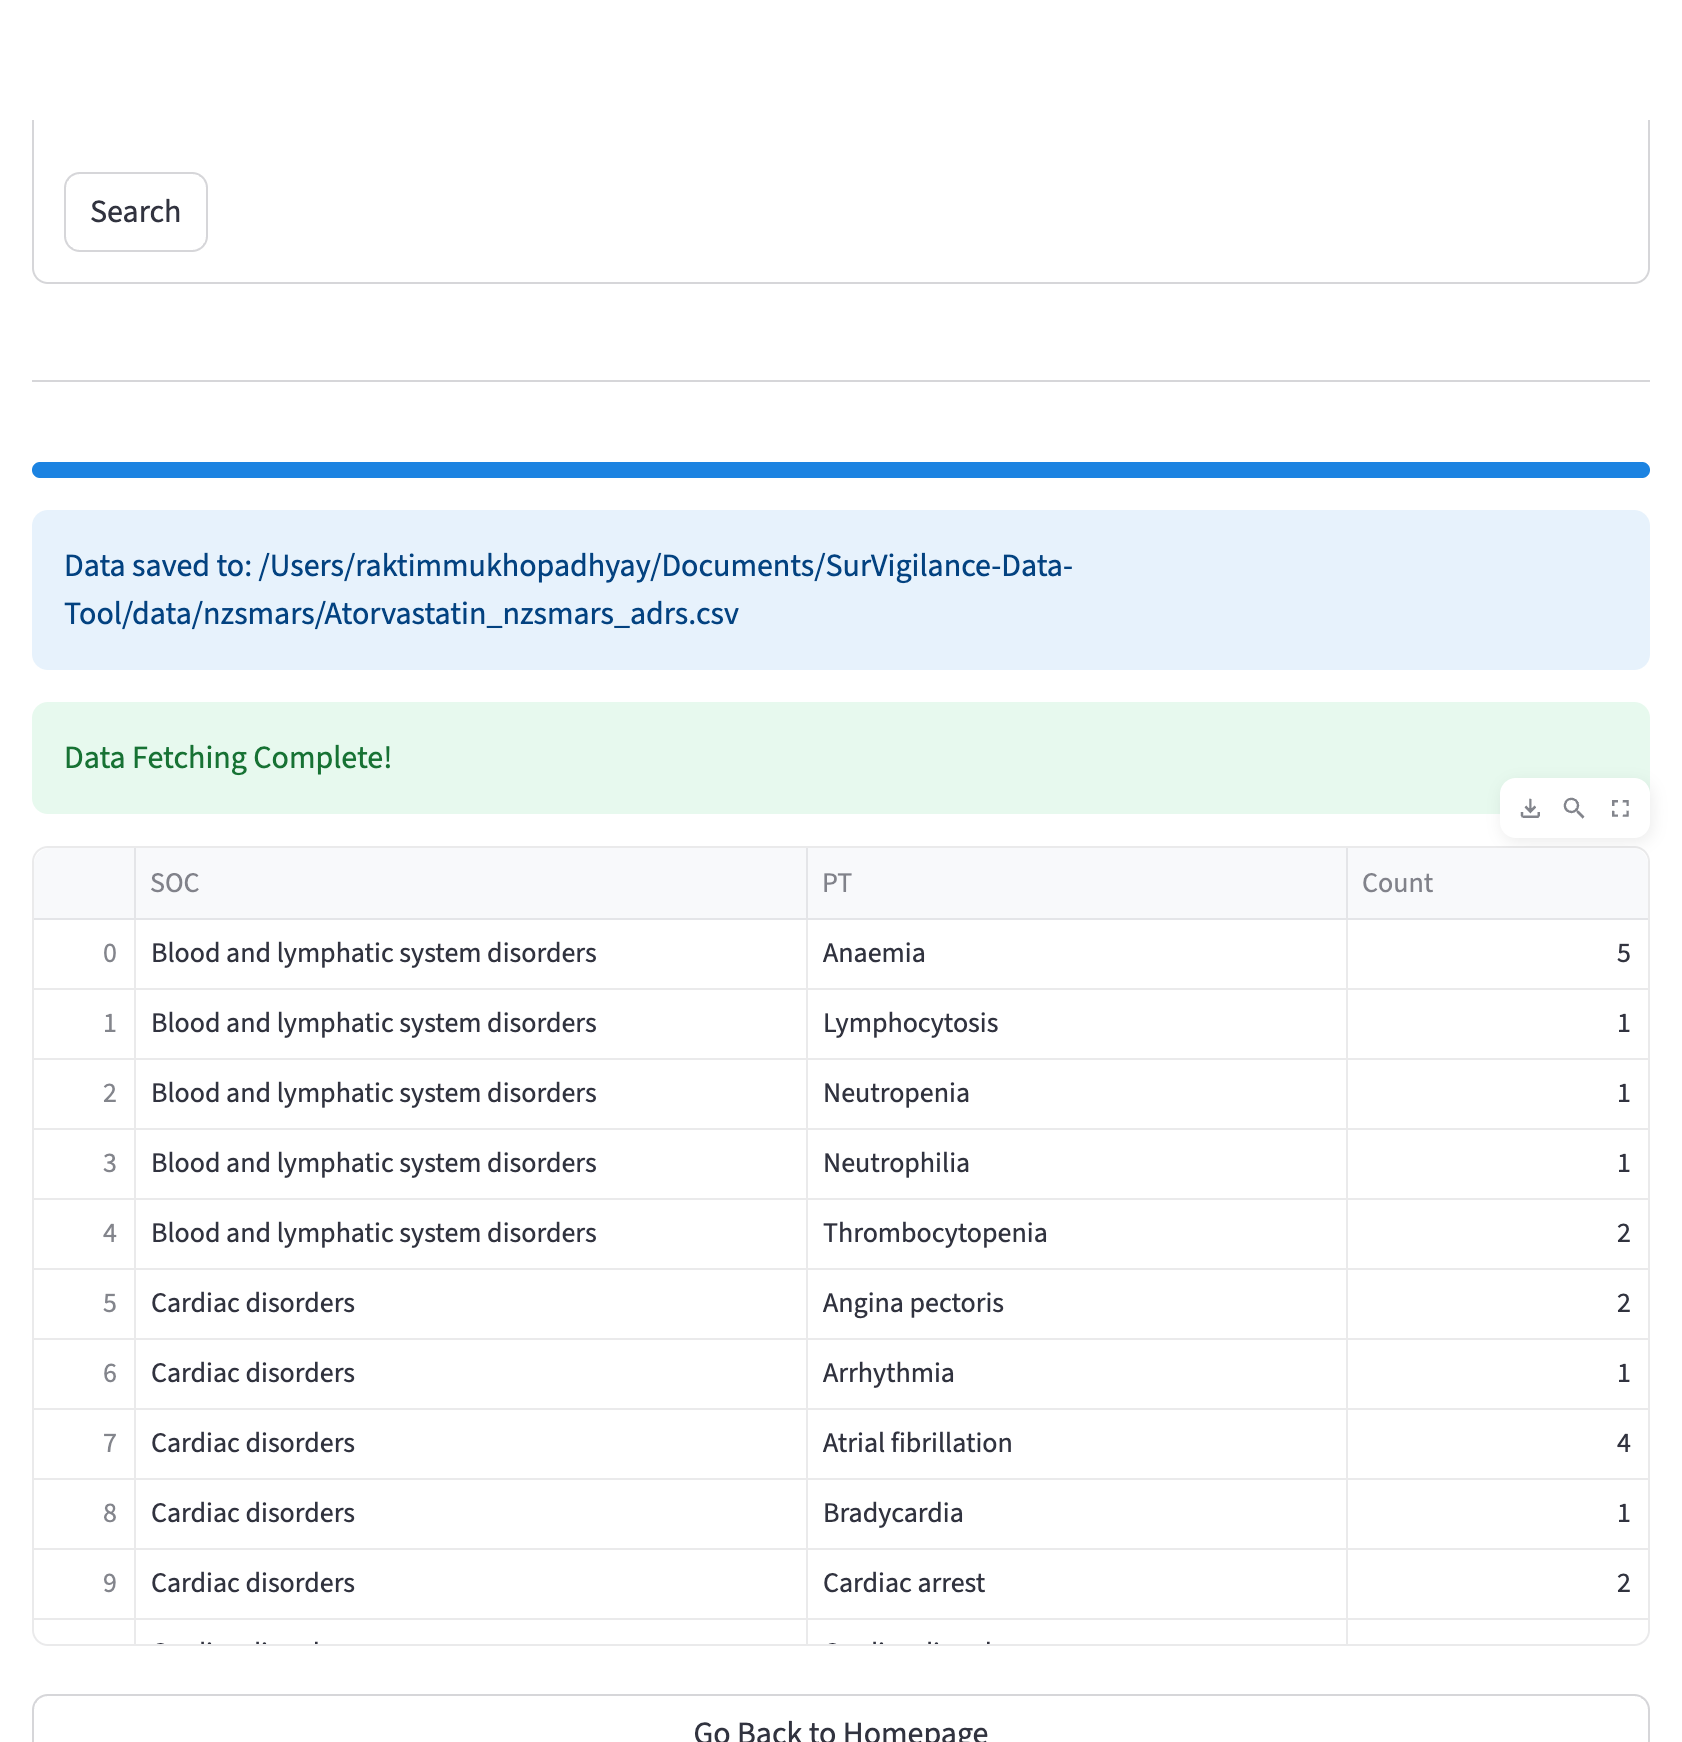 Search
Data saved to: /Users/raktimmukhopadhyay/Documents/SurVigilance-Data-
Tool/data/nzsmars/Atorvastatin_nzsmars_adrs.csv
Data Fetching Complete!
SOC PT Count
0 Blood and lymphatic system disorders Anaemia 5
1 Blood and lymphatic system disorders Lymphocytosis 1
2 Blood and lymphatic system disorders Neutropenia 1
3 Blood and lymphatic system disorders Neutrophilia 1
4 Blood and lymphatic system disorders Thrombocytopenia 2
5 Cardiac disorders Angina pectoris 2
6 Cardiac disorders Arrhythmia 1
7 Cardiac disorders Atrial fibrillation 4
8 Cardiac disorders Bradycardia 1
9 Cardiac disorders Cardiac arrest 2
Go Back to Homepage